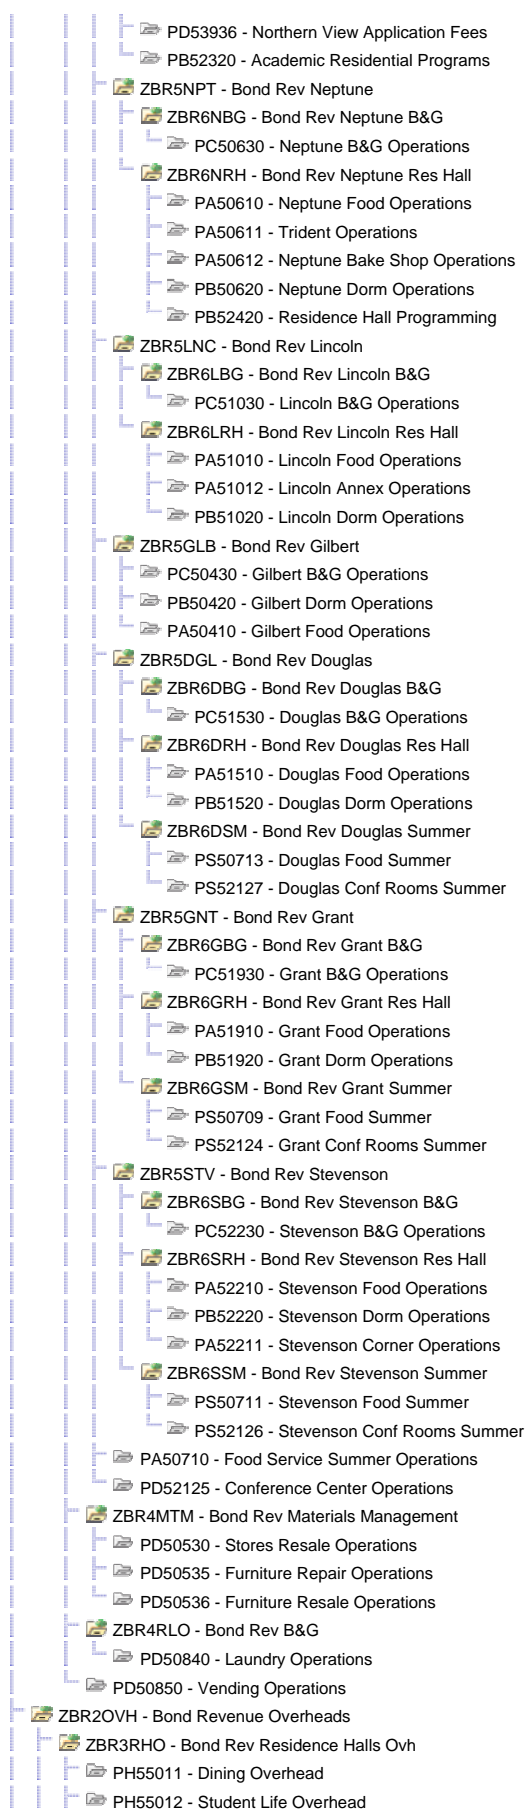 PD53936 - Northern View Application Fees
PB52320 - Academic Residential Programs
ZBR5NPT - Bond Rev Neptune
ZBR6NBG - Bond Rev Neptune B&G
PC50630 - Neptune B&G Operations
ZBR6NRH - Bond Rev Neptune Res Hall
PA50610 - Neptune Food Operations
PA50611 - Trident Operations
PA50612 - Neptune Bake Shop Operations
PB50620 - Neptune Dorm Operations
PB52420 - Residence Hall Programming
ZBR5LNC - Bond Rev Lincoln
ZBR6LBG - Bond Rev Lincoln B&G
PC51030 - Lincoln B&G Operations
ZBR6LRH - Bond Rev Lincoln Res Hall
PA51010 - Lincoln Food Operations
PA51012 - Lincoln Annex Operations
PB51020 - Lincoln Dorm Operations
ZBR5GLB - Bond Rev Gilbert
PC50430 - Gilbert B&G Operations
PB50420 - Gilbert Dorm Operations
PA50410 - Gilbert Food Operations
ZBR5DGL - Bond Rev Douglas
ZBR6DBG - Bond Rev Douglas B&G
PC51530 - Douglas B&G Operations
ZBR6DRH - Bond Rev Douglas Res Hall
PA51510 - Douglas Food Operations
PB51520 - Douglas Dorm Operations
ZBR6DSM - Bond Rev Douglas Summer
PS50713 - Douglas Food Summer
PS52127 - Douglas Conf Rooms Summer
ZBR5GNT - Bond Rev Grant
ZBR6GBG - Bond Rev Grant B&G
PC51930 - Grant B&G Operations
ZBR6GRH - Bond Rev Grant Res Hall
PA51910 - Grant Food Operations
PB51920 - Grant Dorm Operations
ZBR6GSM - Bond Rev Grant Summer
PS50709 - Grant Food Summer
PS52124 - Grant Conf Rooms Summer
ZBR5STV - Bond Rev Stevenson
ZBR6SBG - Bond Rev Stevenson B&G
PC52230 - Stevenson B&G Operations
ZBR6SRH - Bond Rev Stevenson Res Hall
PA52210 - Stevenson Food Operations
PB52220 - Stevenson Dorm Operations
PA52211 - Stevenson Corner Operations
ZBR6SSM - Bond Rev Stevenson Summer
PS50711 - Stevenson Food Summer
PS52126 - Stevenson Conf Rooms Summer
PA50710 - Food Service Summer Operations
PD52125 - Conference Center Operations
ZBR4MTM - Bond Rev Materials Management
PD50530 - Stores Resale Operations
PD50535 - Furniture Repair Operations
PD50536 - Furniture Resale Operations
ZBR4RLO - Bond Rev B&G
PD50840 - Laundry Operations
PD50850 - Vending Operations
ZBR2OVH - Bond Revenue Overheads
ZBR3RHO - Bond Rev Residence Halls Ovh
PH55011 - Dining Overhead
PH55012 - Student Life Overhead